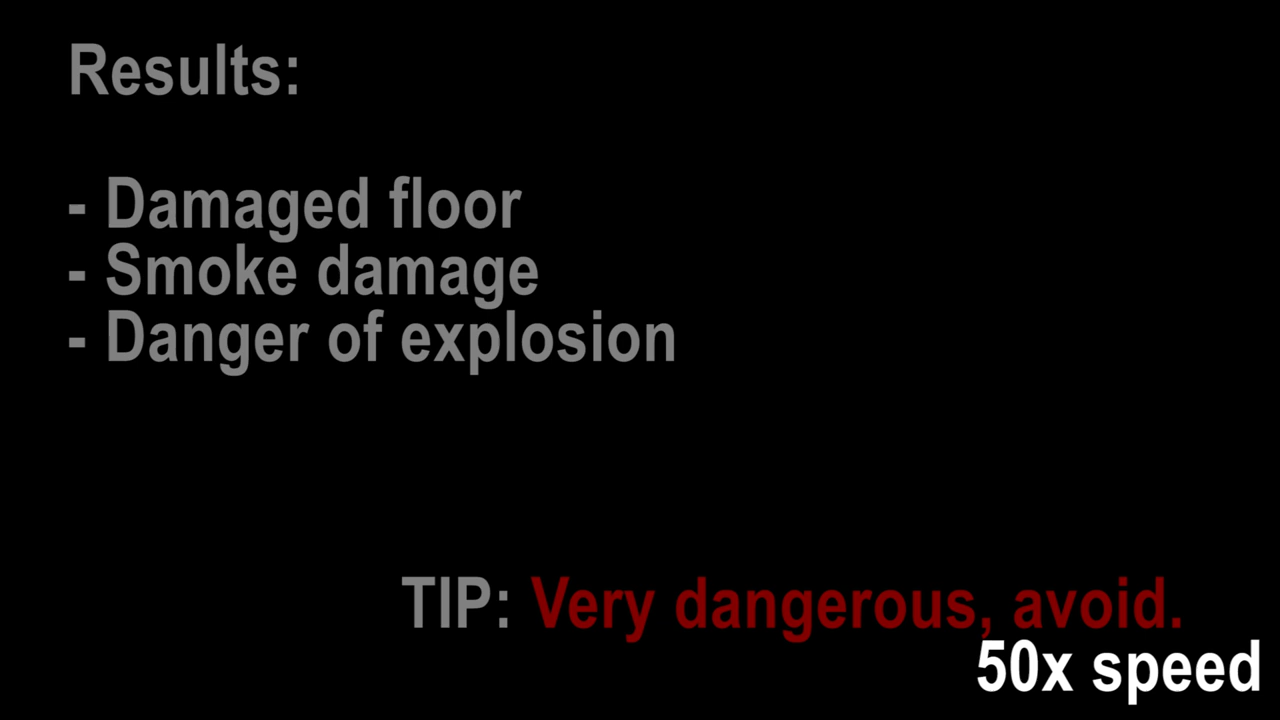 Results:
- Damaged floor
- Smoke damage
- Danger of explosion
TIP: Very dangerous, avoid.
50x speed